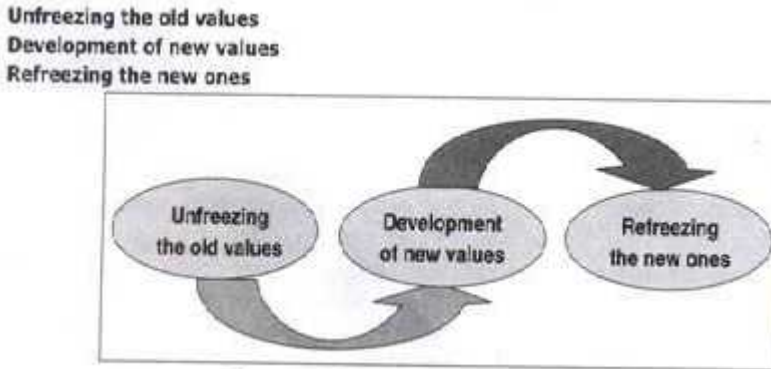 Unfreezing the old values
Development of new values
Refreezing the new ones
Unfreezing
the old values
Development
of new values
Refreezing
the new ones